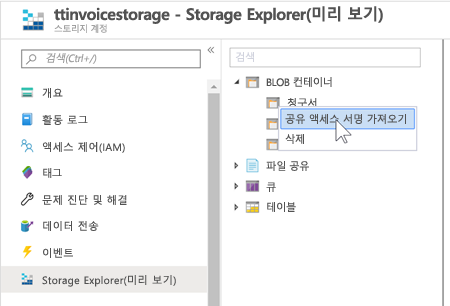 ttinvoicestorage - Storage Explorer(미리 보기)
스토리지 계정
검색(Ctrl+/)
개요
활동 로그
액세스 제어(IAM)
태그
문제 진단 및 해결
데이터 전송
이벤트
Storage Explorer(미리 보기)
검색
BLOB 컨테이너
청구서
공유 액세스 서명 가져오기
삭제
파일 공유
큐
테이블